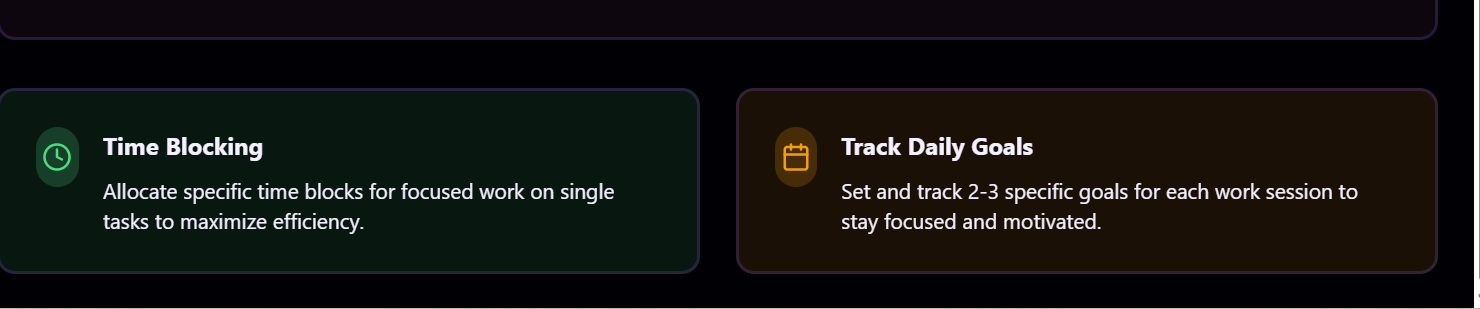 Time Blocking
Allocate specific time blocks for focused work on single
tasks to maximize efficiency.
Track Daily Goals
Set and track 2-3 specific goals for each work session to
stay focused and motivated.